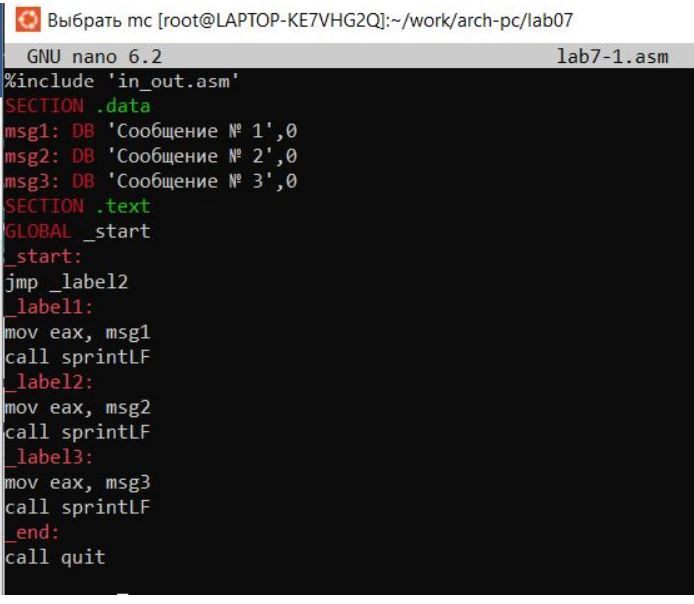 Выбрать mc [root@LAPTOP-KE7VHG2Q]:~/work/arch-pc/lab07
GNU nano 6.2 lab7-1.asm
%include 'in_out.asm'
SECTION .data
msg1: DB 'Сообщение № 1',0
msg2: DB 'Сообщение № 2',0
msg3: DB 'Сообщение № 3',0
SECTION .text
GLOBAL _start
_start:
jmp _label2
_label1:
mov eax, msg1
call sprintLF
_label2:
mov eax, msg2
call sprintLF
_label3:
mov eax, msg3
call sprintLF
_end:
call quit